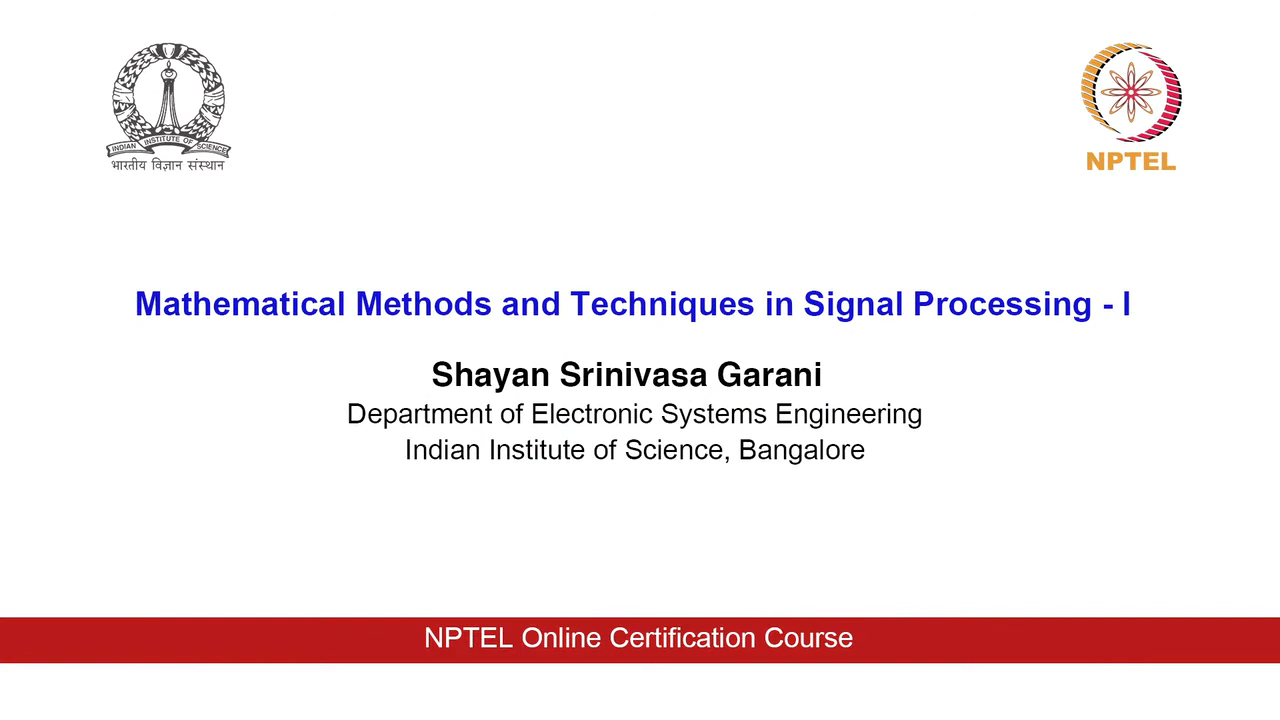 INDIAN INSTITUTE OF SCIENCE
भारतीय विज्ञान संस्थान
NPTEL
Mathematical Methods and Techniques in Signal Processing - I
Shayan Srinivasa Garani
Department of Electronic Systems Engineering
Indian Institute of Science, Bangalore
NPTEL Online Certification Course